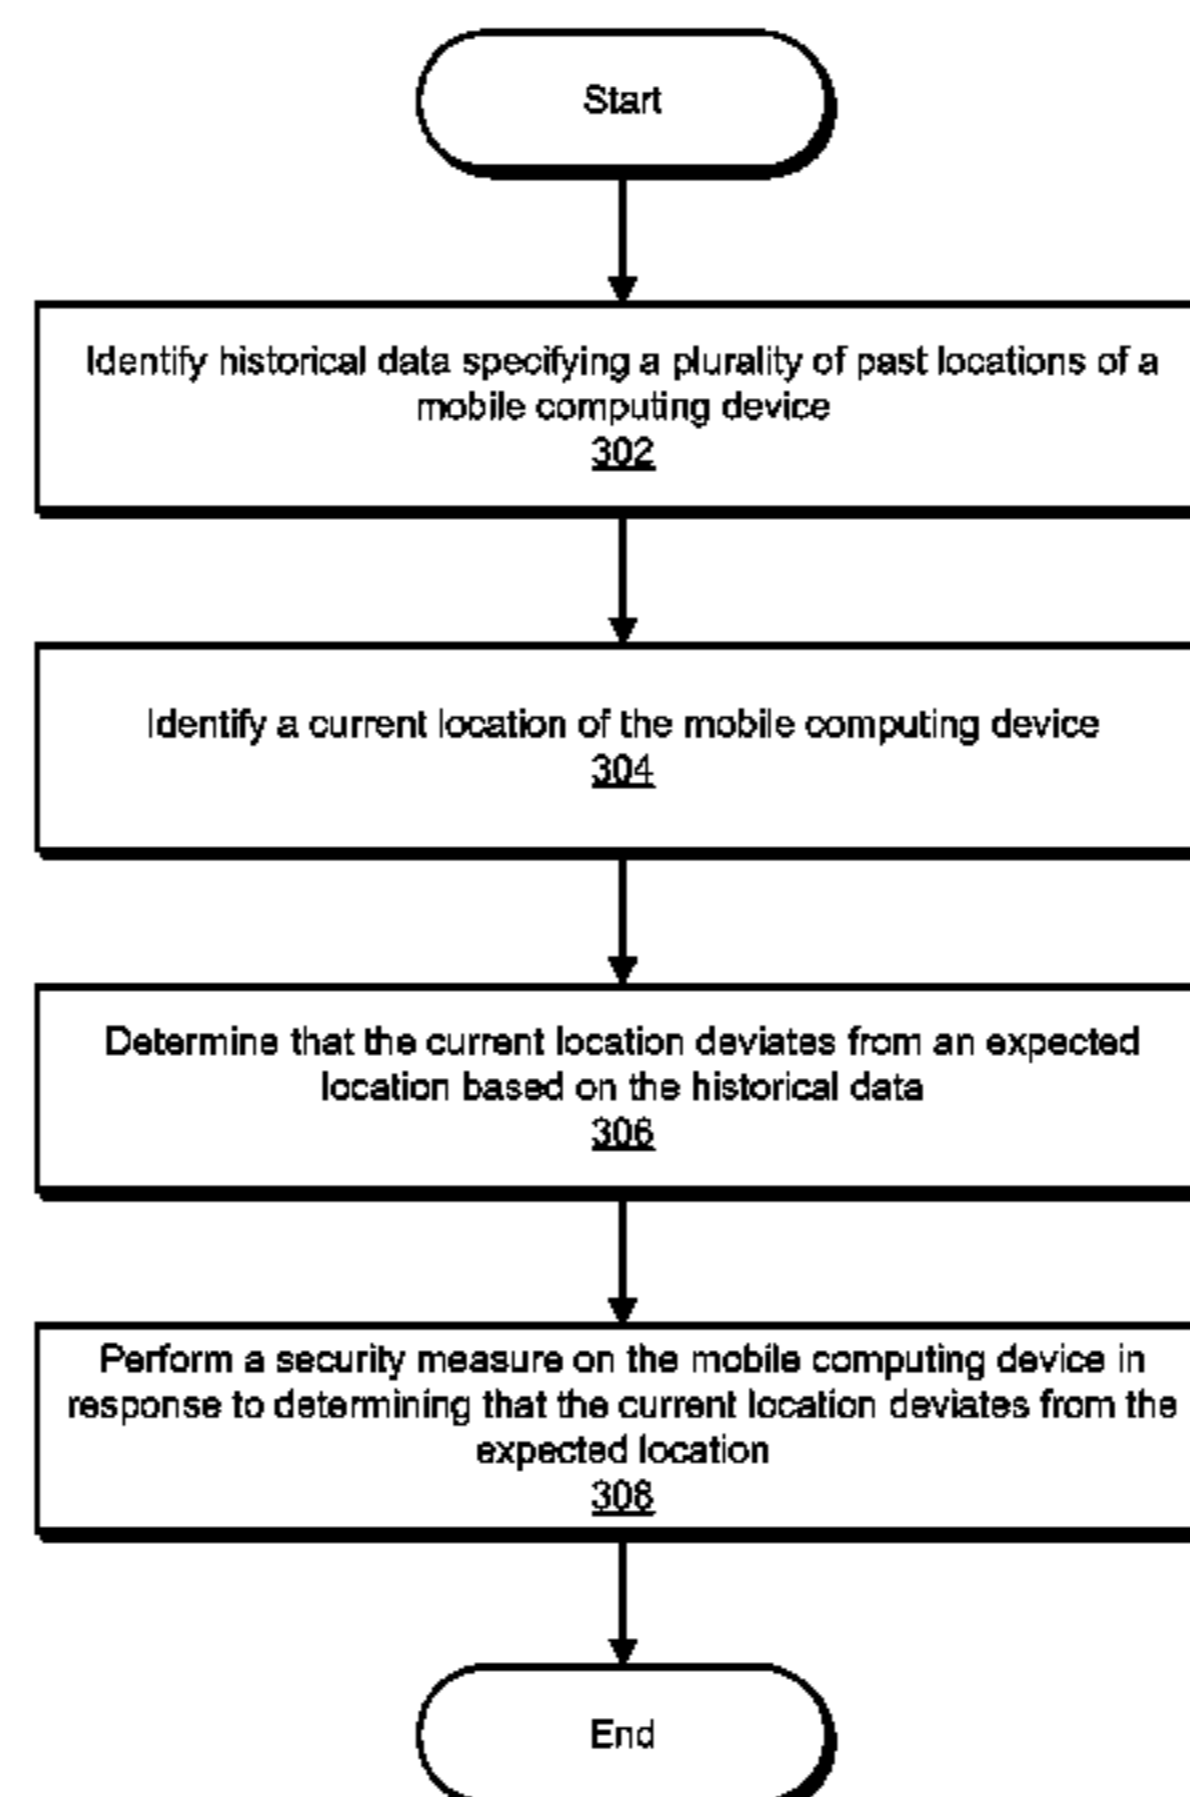 Start
Identify historical data specifying a plurality of past locations of a
mobile computing device
302
Identify a current location of the mobile computing device
304
Determine that the current location deviates from an expected
location based on the historical data
306
Perform a security measure on the mobile computing device in
response to determining that the current location deviates from the
expected location
308
End